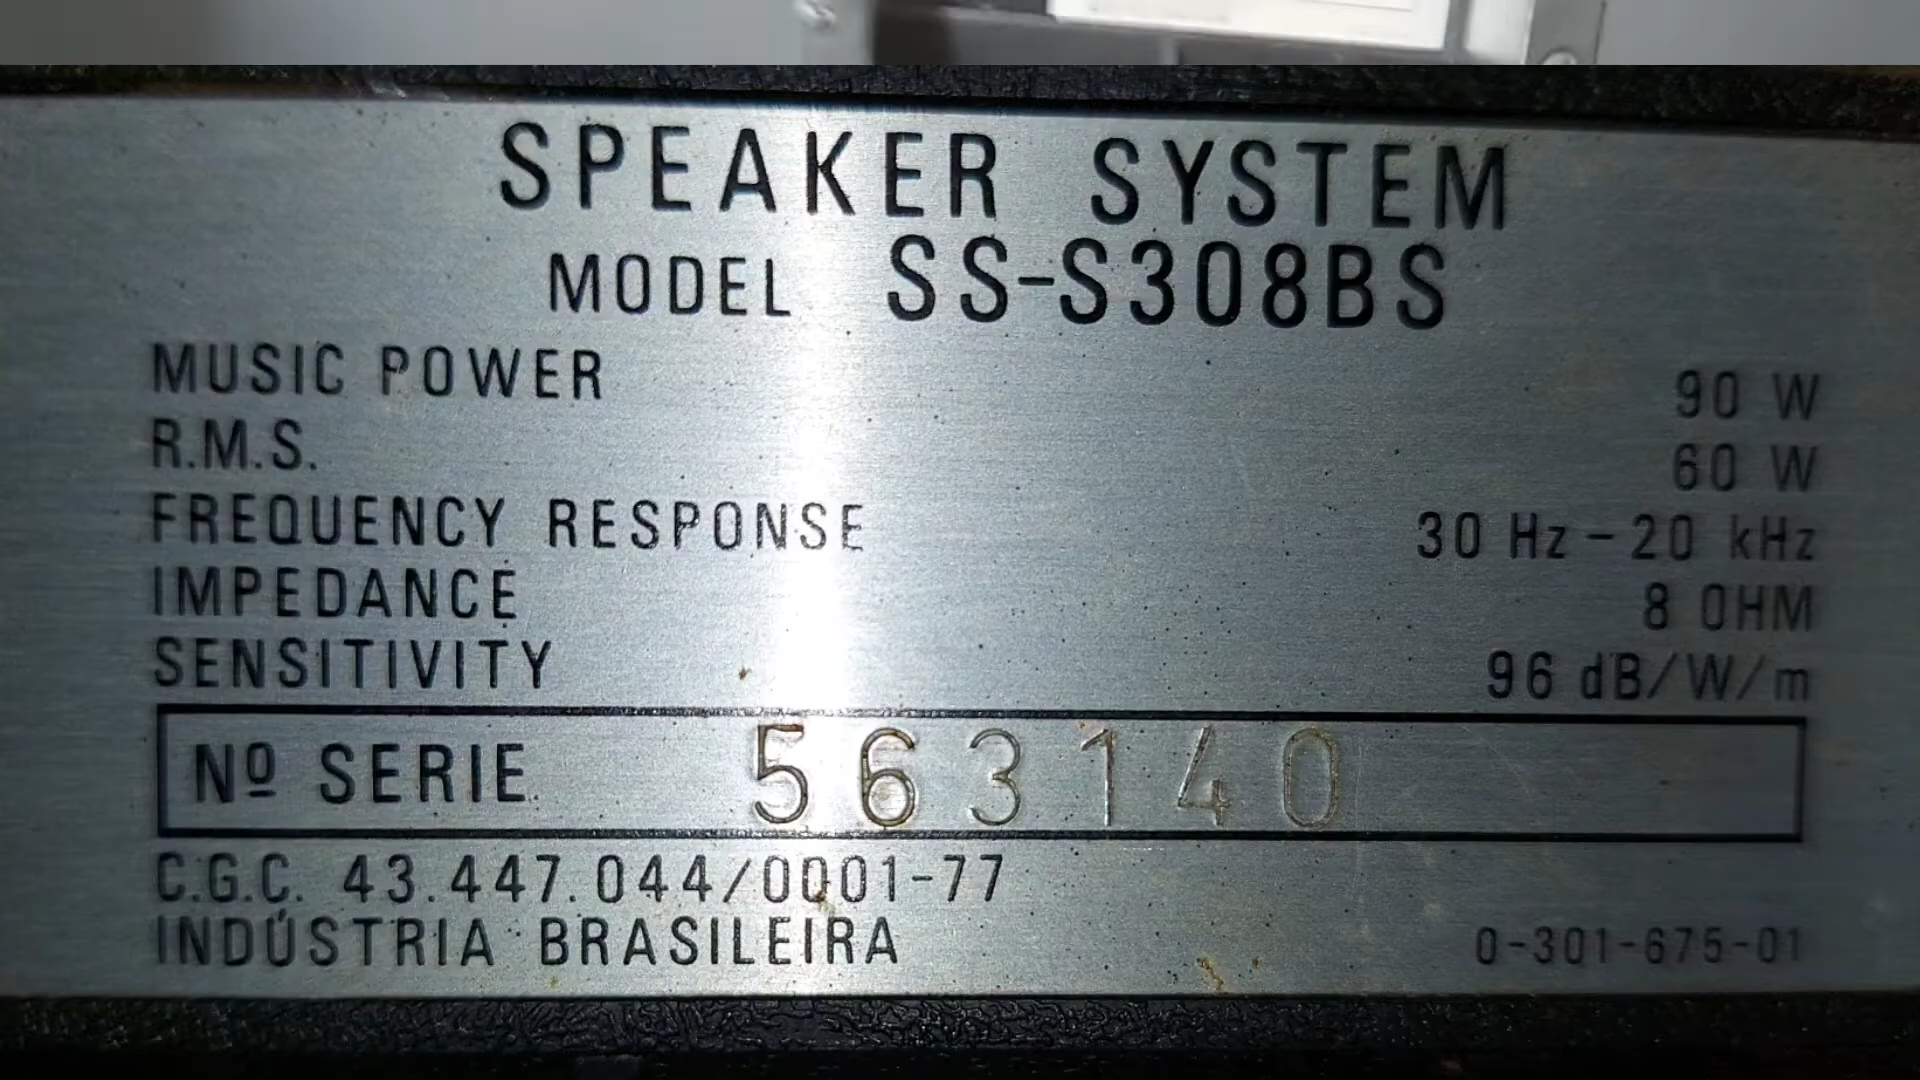 SPEAKER SYSTEM
MODEL SS-S308BS
MUSIC POWER 90 W
R.M.S. 60 W
FREQUENCY RESPONSE 30 Hz – 20 kHz
IMPEDANCE 8 OHM
SENSITIVITY 96 dB/W/m
Nº SERIE 563140
C.G.C. 43.447.044/0001-77
INDÚSTRIA BRASILEIRA 0-301-675-01